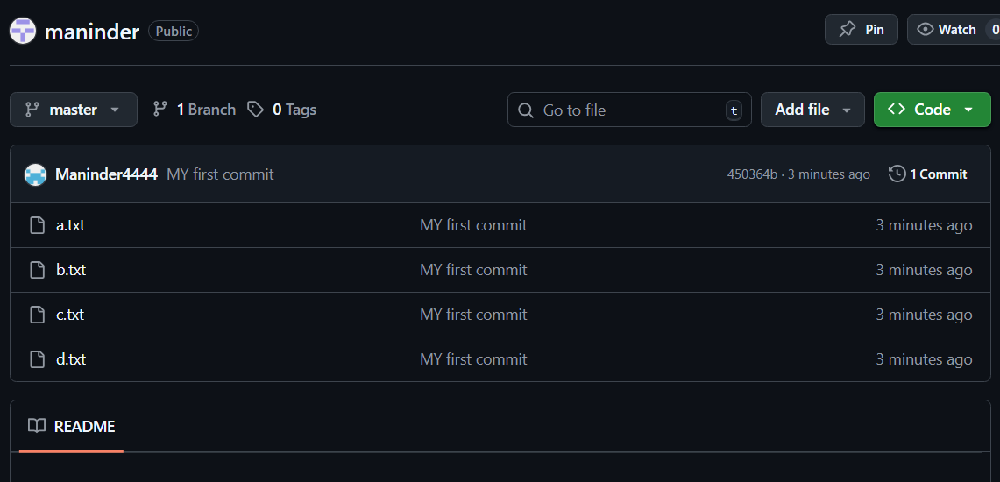 maninder Public Pin Watch 0
master 1 Branch 0 Tags Go to file t Add file Code
Maninder4444 MY first commit 450364b · 3 minutes ago 1 Commit
a.txt MY first commit 3 minutes ago
b.txt MY first commit 3 minutes ago
c.txt MY first commit 3 minutes ago
d.txt MY first commit 3 minutes ago
README